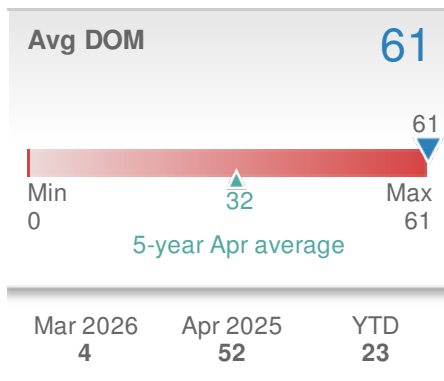 Avg DOM 61
61
Min Max
0 32 61
5-year Apr average
Mar 2026 Apr 2025 YTD
4 52 23